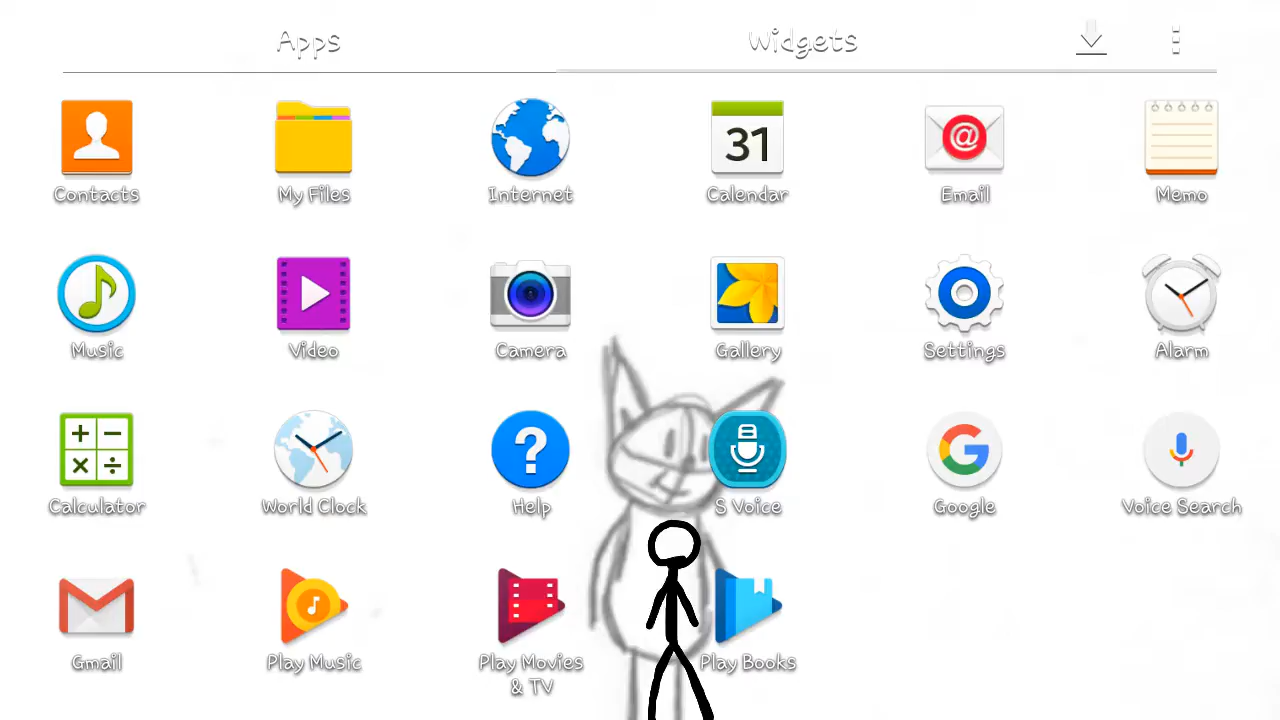 Apps Widgets
31 @
Contacts My Files Internet Calendar Email Memo
Music Video Camera Gallery Settings Alarm
+ − × ÷ ? G
Calculator World Clock Help S Voice Google Voice Search
Gmail Play Music Play Movies Play Books
& TV